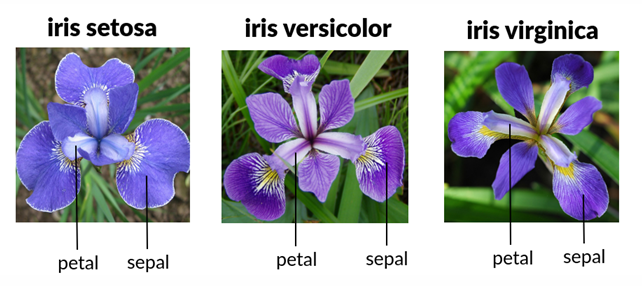 iris setosa
iris versicolor
iris virginica
petal
sepal
petal
sepal
petal
sepal